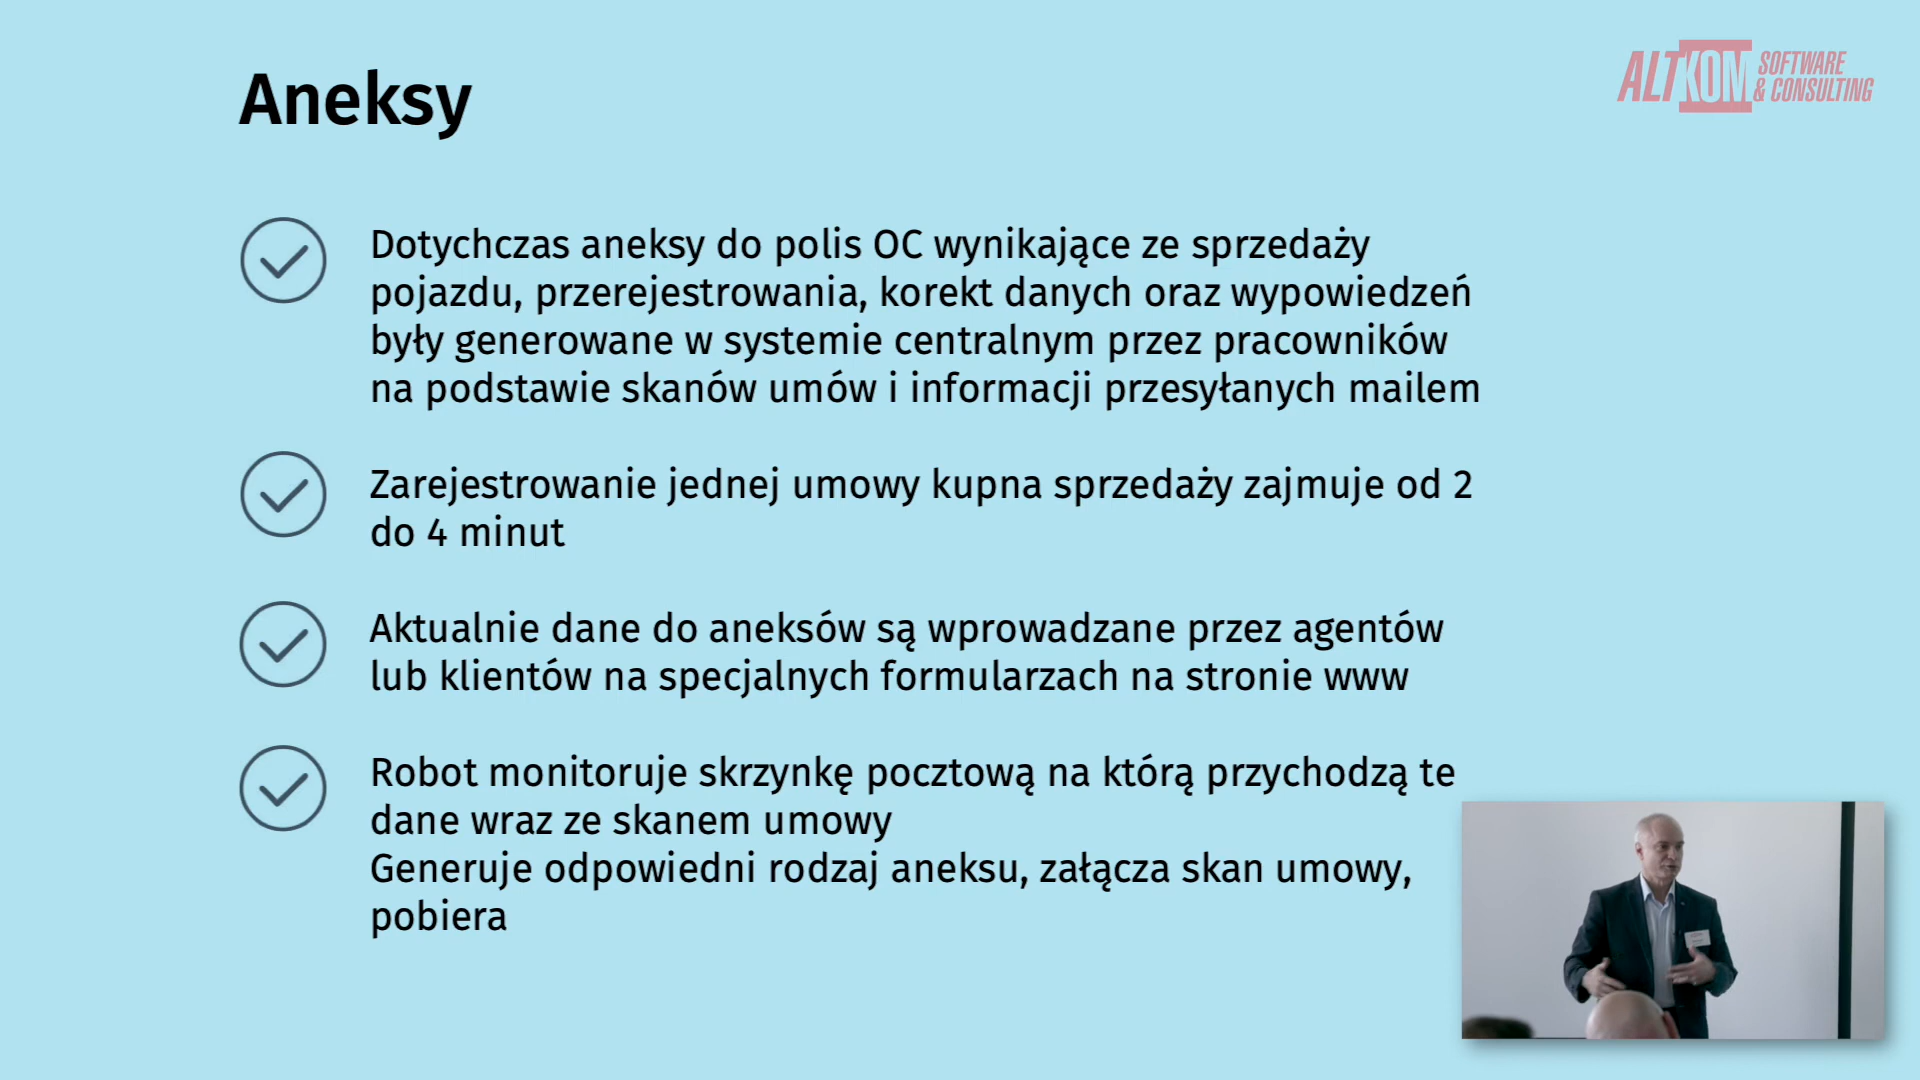 Aneksy
ALTKOM SOFTWARE
& CONSULTING
Dotychczas aneksy do polis OC wynikające ze sprzedaży
pojazdu, przerejestrowania, korekt danych oraz wypowiedzeń
były generowane w systemie centralnym przez pracowników
na podstawie skanów umów i informacji przesyłanych mailem
Zarejestrowanie jednej umowy kupna sprzedaży zajmuje od 2
do 4 minut
Aktualnie dane do aneksów są wprowadzane przez agentów
lub klientów na specjalnych formularzach na stronie www
Robot monitoruje skrzynkę pocztową na którą przychodzą te
dane wraz ze skanem umowy
Generuje odpowiedni rodzaj aneksu, załącza skan umowy,
pobiera